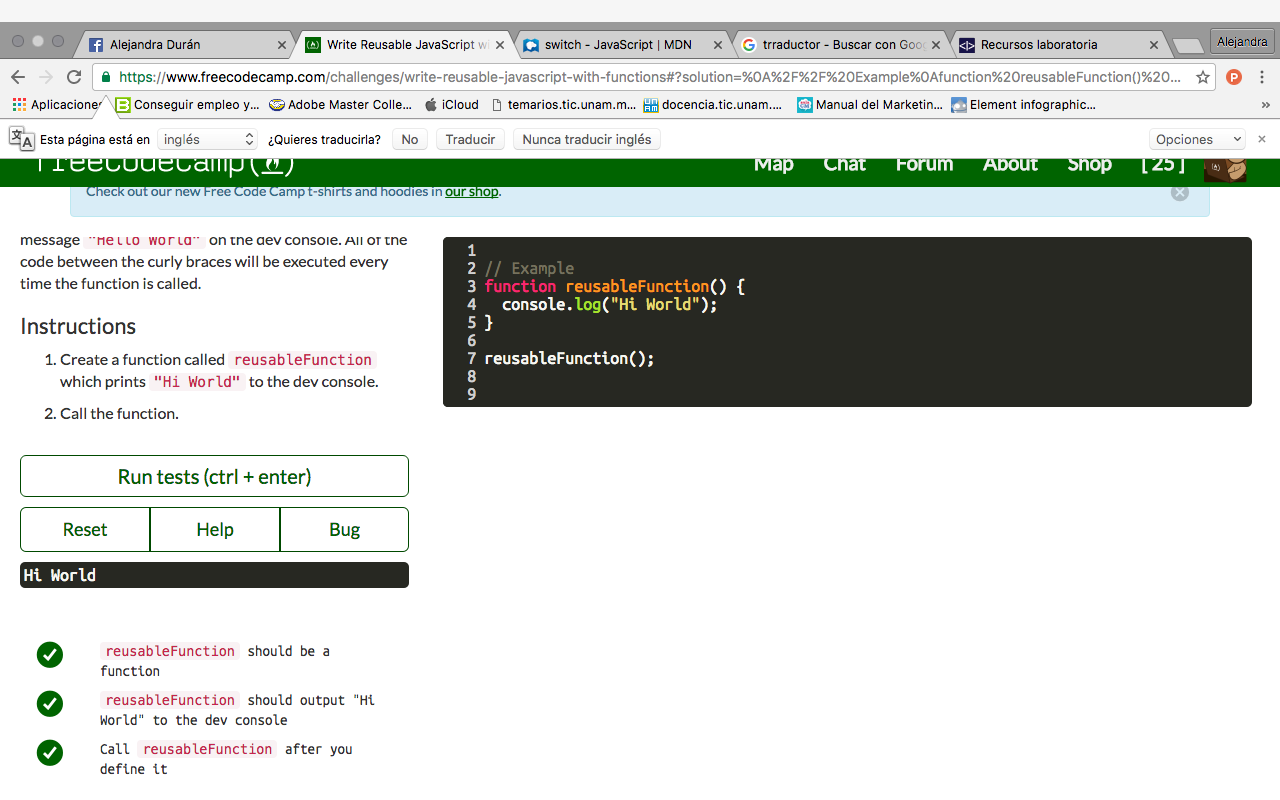 Alejandra Durán
Write Reusable JavaScript wi
switch - JavaScript | MDN
trraductor - Buscar con Goog
Recursos laboratoria
Alejandra
https://www.freecodecamp.com/challenges/write-reusable-javascript-with-functions#?solution=%0A%2F%2F%20Example%0Afunction%20reusableFunction()%20...
Aplicaciones
Conseguir empleo y...
Adobe Master Colle...
iCloud
temarios.tic.unam.m...
docencia.tic.unam....
Manual del Marketin...
Element infographic...
»
Esta página está en inglés ¿Quieres traducirla? No Traducir Nunca traducir inglés Opciones
freeCodeCamp
Map Chat Forum About Shop [ 25 ]
Check out our new Free Code Camp t-shirts and hoodies in our shop.
message "Hello World" on the dev console. All of the
code between the curly braces will be executed every
time the function is called.
Instructions
1. Create a function called reusableFunction
which prints "Hi World" to the dev console.
2. Call the function.
Run tests (ctrl + enter)
Reset Help Bug
Hi World
reusableFunction should be a
function
reusableFunction should output "Hi
World" to the dev console
Call reusableFunction after you
define it
1
2 // Example
3 function reusableFunction() {
4 console.log("Hi World");
5 }
6
7 reusableFunction();
8
9